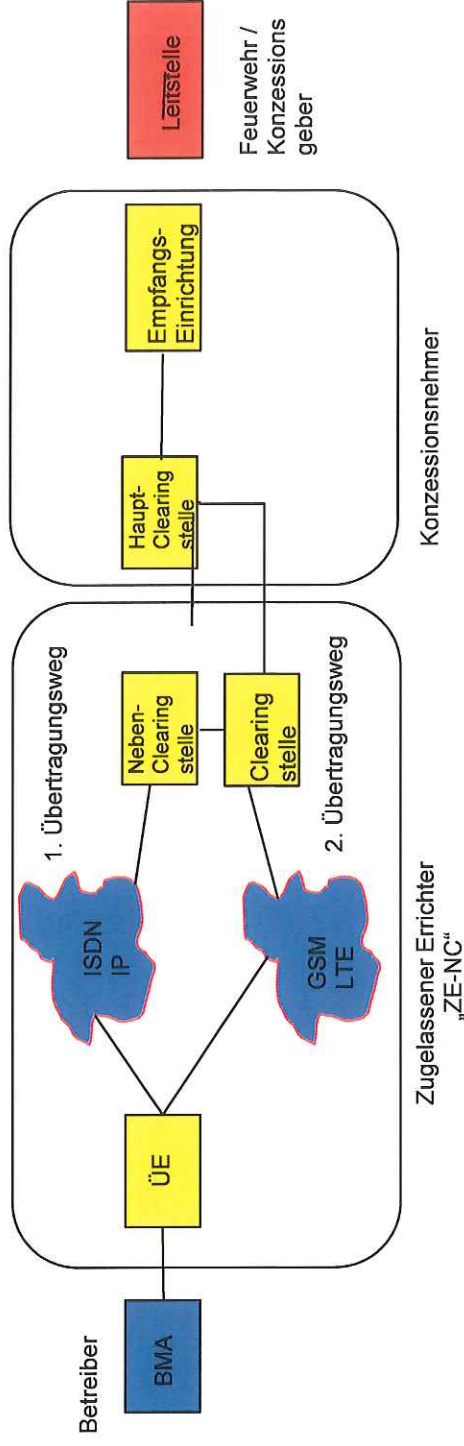 Betreiber
BMA
ÜE
1. Übertragungsweg
ISDN
IP
Neben-
Clearing
stelle
GSM
LTE
2. Übertragungsweg
Clearing
stelle
Zugelassener Errichter
„ZE-NC“
Haupt-
Clearing
stelle
Empfangs-
Einrichtung
Konzessionsnehmer
Leitstelle
Feuerwehr /
Konzessions
geber